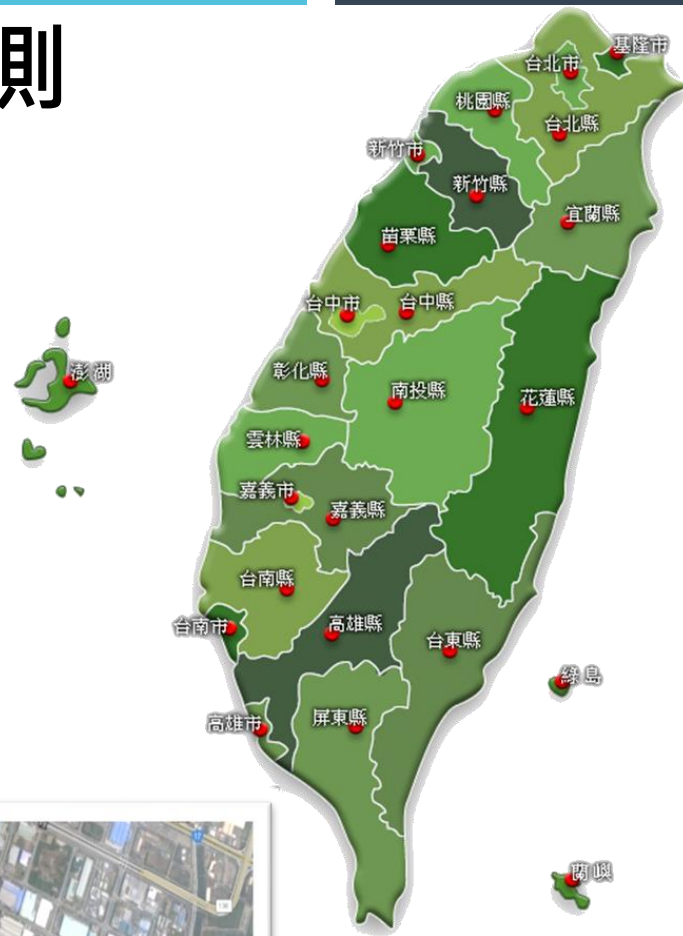 則
基隆市
台北市
桃園縣
台北縣
新竹市
新竹縣
宜蘭縣
苗栗縣
台中市
台中縣
澎湖
彰化縣
南投縣
花蓮縣
雲林縣
嘉義市
嘉義縣
台南縣
台南市
高雄縣
台東縣
綠島
高雄市
屏東縣
蘭嶼
17